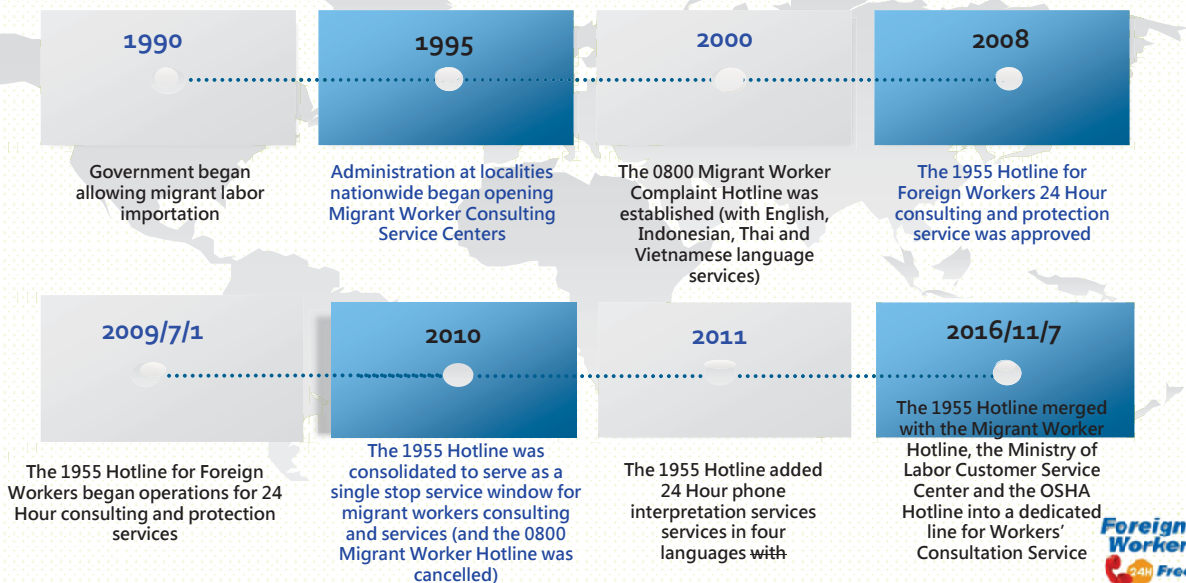 1990
Government began
allowing migrant labor
importation
1995
Administration at localities
nationwide began opening
Migrant Worker Consulting
Service Centers
2000
The 0800 Migrant Worker
Complaint Hotline was
established (with English,
Indonesian, Thai and
Vietnamese language
services)
2008
The 1955 Hotline for
Foreign Workers 24 Hour
consulting and protection
service was approved
2009/7/1
The 1955 Hotline for Foreign
Workers began operations for 24
Hour consulting and protection
services
2010
The 1955 Hotline was
consolidated to serve as a
single stop service window for
migrant workers consulting
and services (and the 0800
Migrant Worker Hotline was
cancelled)
2011
The 1955 Hotline added
24 Hour phone
interpretation services
services in four
languages with
2016/11/7
The 1955 Hotline merged
with the Migrant Worker
Hotline, the Ministry of
Labor Customer Service
Center and the OSHA
Hotline into a dedicated
line for Workers'
Consultation Service
Foreign
Worker
24H Free